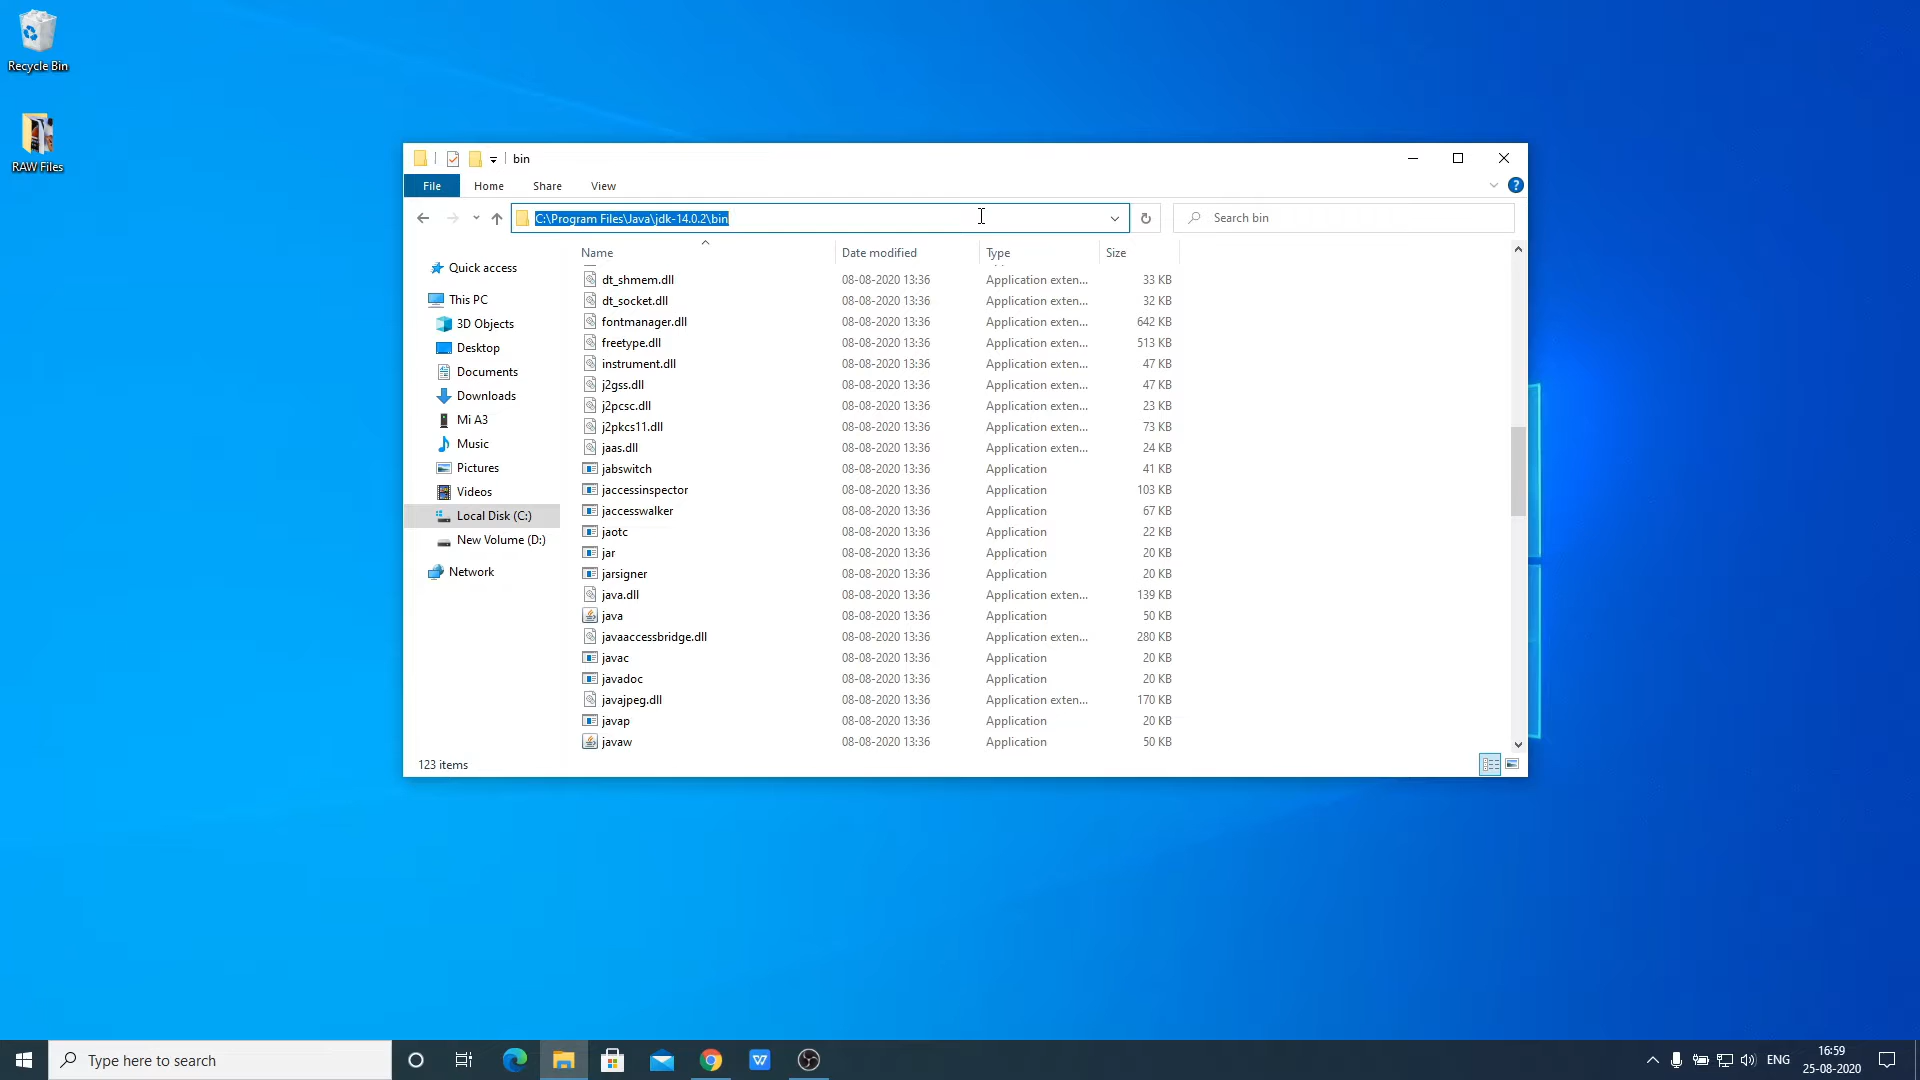 Recycle Bin
RAW Files
bin
File Home Share View
C:\Program Files\Java\jdk-14.0.2\bin
Search bin
Name Date modified Type Size
Quick access
This PC
3D Objects
Desktop
Documents
Downloads
Mi A3
Music
Pictures
Videos
Local Disk (C:)
New Volume (D:)
Network
dt_shmem.dll 08-08-2020 13:36 Application exten... 33 KB
dt_socket.dll 08-08-2020 13:36 Application exten... 32 KB
fontmanager.dll 08-08-2020 13:36 Application exten... 642 KB
freetype.dll 08-08-2020 13:36 Application exten... 513 KB
instrument.dll 08-08-2020 13:36 Application exten... 47 KB
j2gss.dll 08-08-2020 13:36 Application exten... 47 KB
j2pcsc.dll 08-08-2020 13:36 Application exten... 23 KB
j2pkcs11.dll 08-08-2020 13:36 Application exten... 73 KB
jaas.dll 08-08-2020 13:36 Application exten... 24 KB
jabswitch 08-08-2020 13:36 Application 41 KB
jaccessinspector 08-08-2020 13:36 Application 103 KB
jaccesswalker 08-08-2020 13:36 Application 67 KB
jaotc 08-08-2020 13:36 Application 22 KB
jar 08-08-2020 13:36 Application 20 KB
jarsigner 08-08-2020 13:36 Application 20 KB
java.dll 08-08-2020 13:36 Application exten... 139 KB
java 08-08-2020 13:36 Application 50 KB
javaaccessbridge.dll 08-08-2020 13:36 Application exten... 280 KB
javac 08-08-2020 13:36 Application 20 KB
javadoc 08-08-2020 13:36 Application 20 KB
javajpeg.dll 08-08-2020 13:36 Application exten... 170 KB
javap 08-08-2020 13:36 Application 20 KB
javaw 08-08-2020 13:36 Application 50 KB
123 items
Type here to search
ENG
16:59
25-08-2020